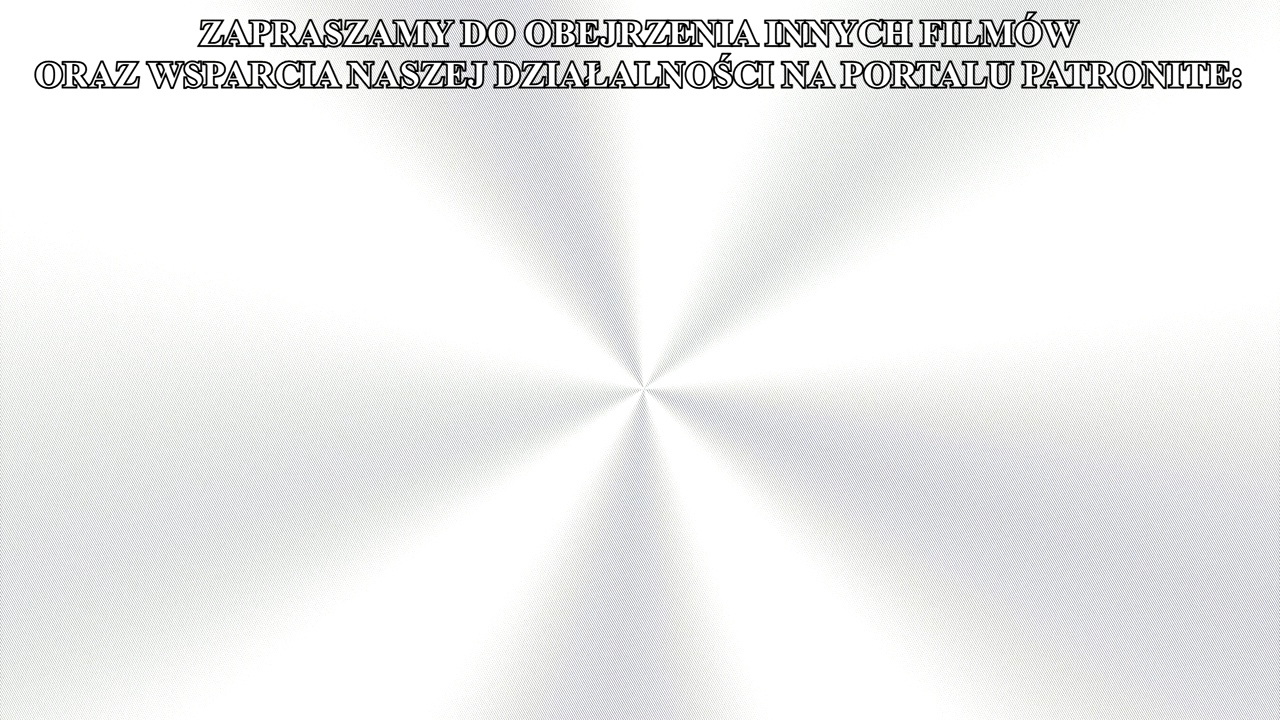 ZAPRASZAMY DO OBEJRZENIA INNYCH FILMÓW
ORAZ WSPARCIA NASZEJ DZIAŁALNOŚCI NA PORTALU PATRONITE: